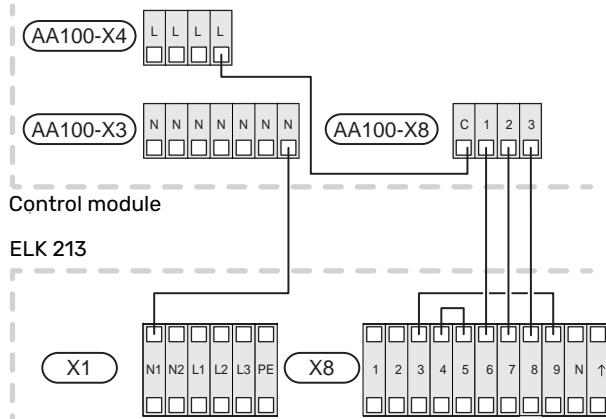 AA100-X4 L L L L
AA100-X3 N N N N N N N AA100-X8 C 1 2 3
Control module
ELK 213
X1 N1 N2 L1 L2 L3 PE X8 1 2 3 4 5 6 7 8 9 N ↑